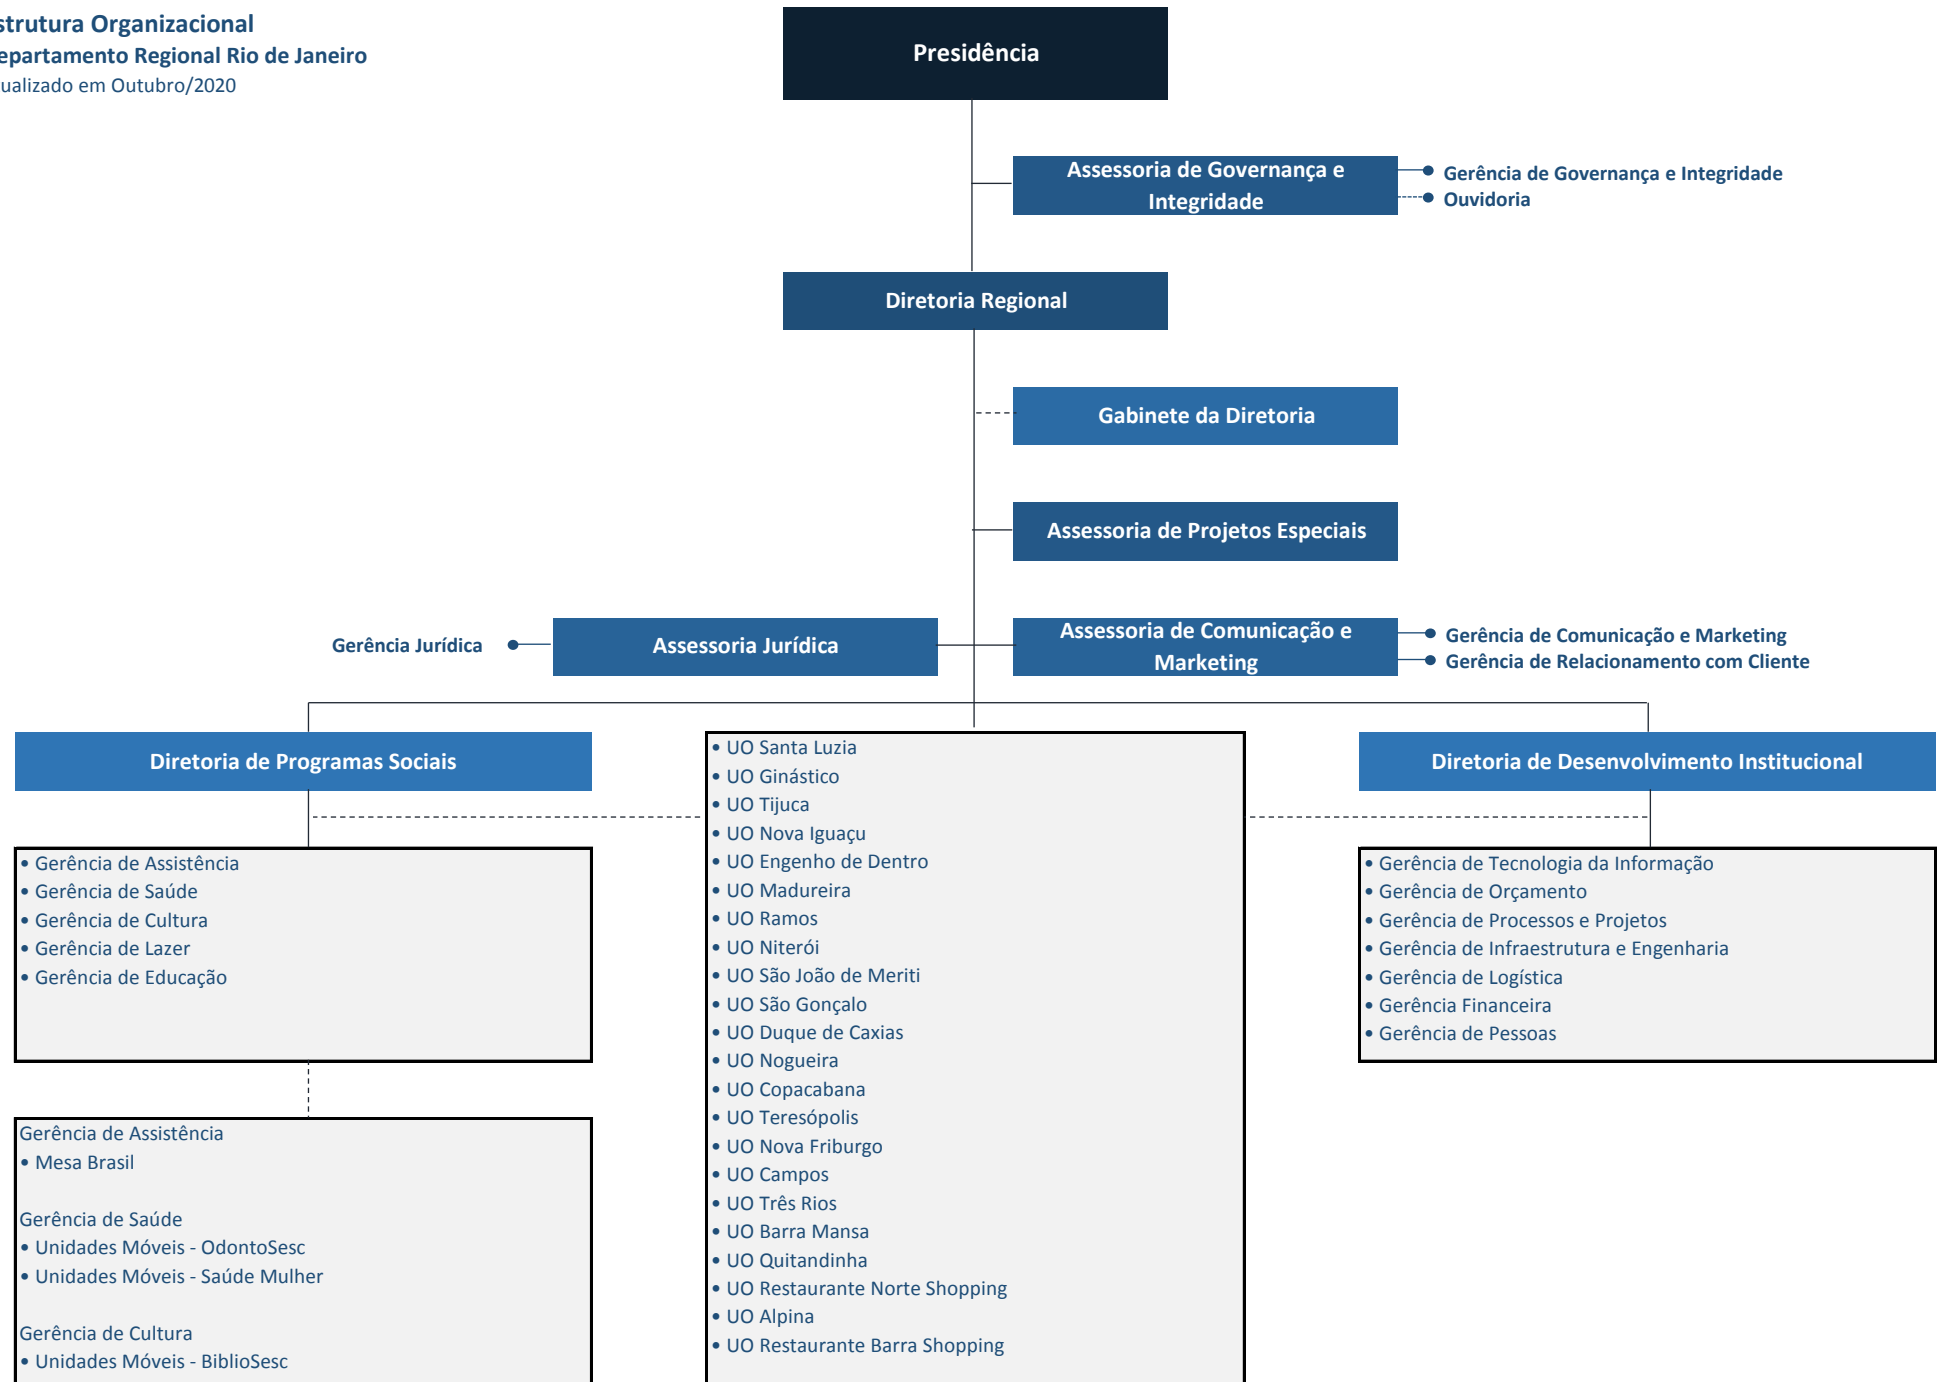 strutura Organizacional
epartamento Regional Rio de Janeiro
ualizado em Outubro/2020
Presidência
Assessoria de Governança e
Integridade
• Gerência de Governança e Integridade
• Ouvidoria
Diretoria Regional
Gabinete da Diretoria
Assessoria de Projetos Especiais
Gerência Jurídica •
Assessoria Jurídica
Assessoria de Comunicação e
Marketing
• Gerência de Comunicação e Marketing
• Gerência de Relacionamento com Cliente
Diretoria de Programas Sociais
• Gerência de Assistência
• Gerência de Saúde
• Gerência de Cultura
• Gerência de Lazer
• Gerência de Educação
Gerência de Assistência
• Mesa Brasil
Gerência de Saúde
• Unidades Móveis - OdontoSesc
• Unidades Móveis - Saúde Mulher
Gerência de Cultura
• Unidades Móveis - BiblioSesc
• UO Santa Luzia
• UO Ginástico
• UO Tijuca
• UO Nova Iguaçu
• UO Engenho de Dentro
• UO Madureira
• UO Ramos
• UO Niterói
• UO São João de Meriti
• UO São Gonçalo
• UO Duque de Caxias
• UO Nogueira
• UO Copacabana
• UO Teresópolis
• UO Nova Friburgo
• UO Campos
• UO Três Rios
• UO Barra Mansa
• UO Quitandinha
• UO Restaurante Norte Shopping
• UO Alpina
• UO Restaurante Barra Shopping
Diretoria de Desenvolvimento Institucional
• Gerência de Tecnologia da Informação
• Gerência de Orçamento
• Gerência de Processos e Projetos
• Gerência de Infraestrutura e Engenharia
• Gerência de Logística
• Gerência Financeira
• Gerência de Pessoas